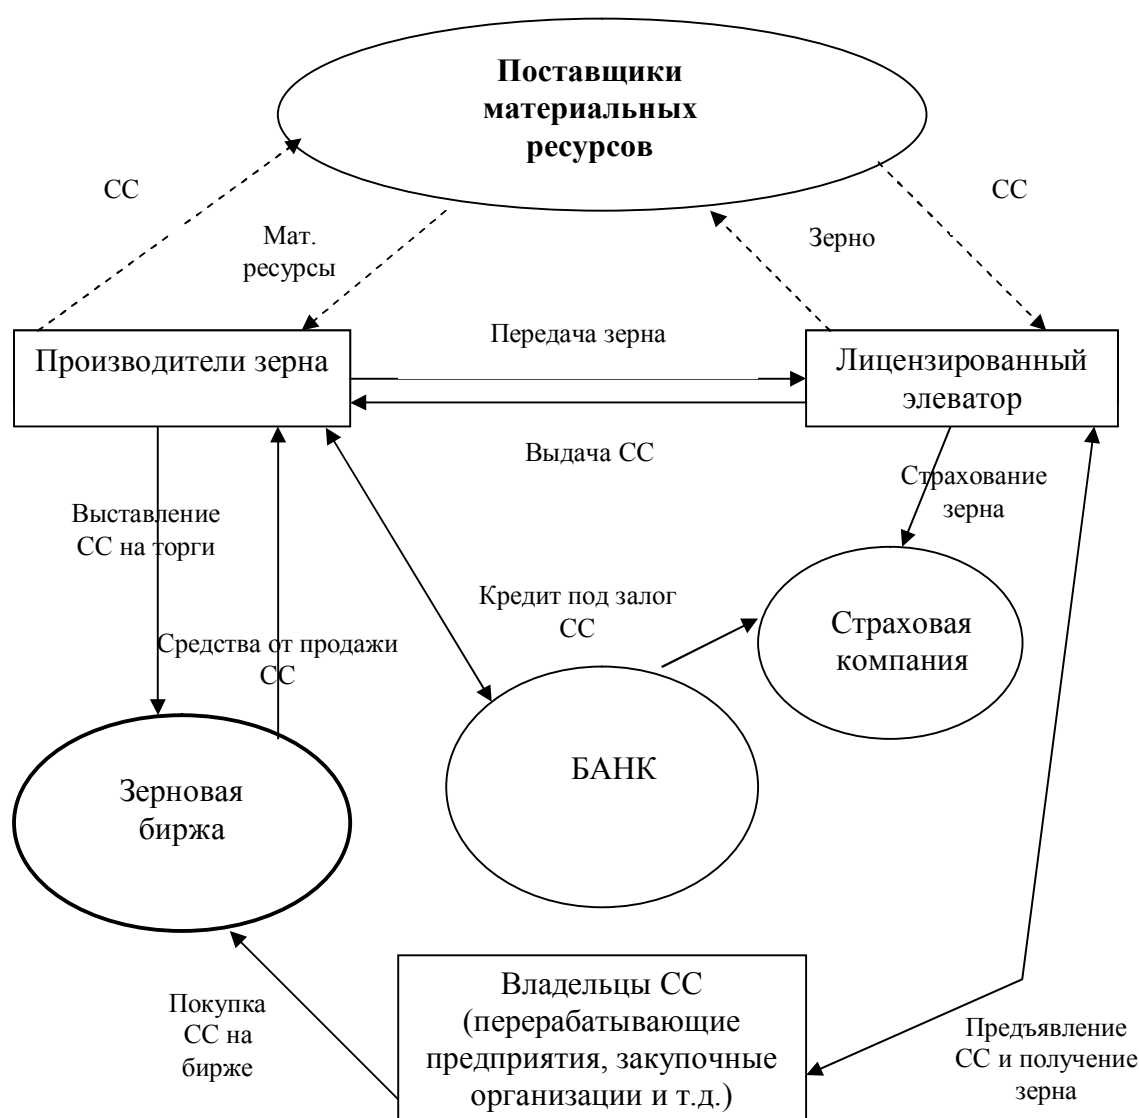 Поставщики
материальных
ресурсов
СС
СС
Мат.
ресурсы
Зерно
Передача зерна
Производители зерна
Лицензированный
элеватор
Выдача СС
Страхование
зерна
Выставление
СС на торги
Кредит под залог
СС
Страховая
компания
Средства от продажи
СС
БАНК
Зерновая
биржа
Владельцы СС
(перерабатывающие
предприятия, закупочные
организации и т.д.)
Покупка
СС на
бирже
Предъявление
СС и получение
зерна